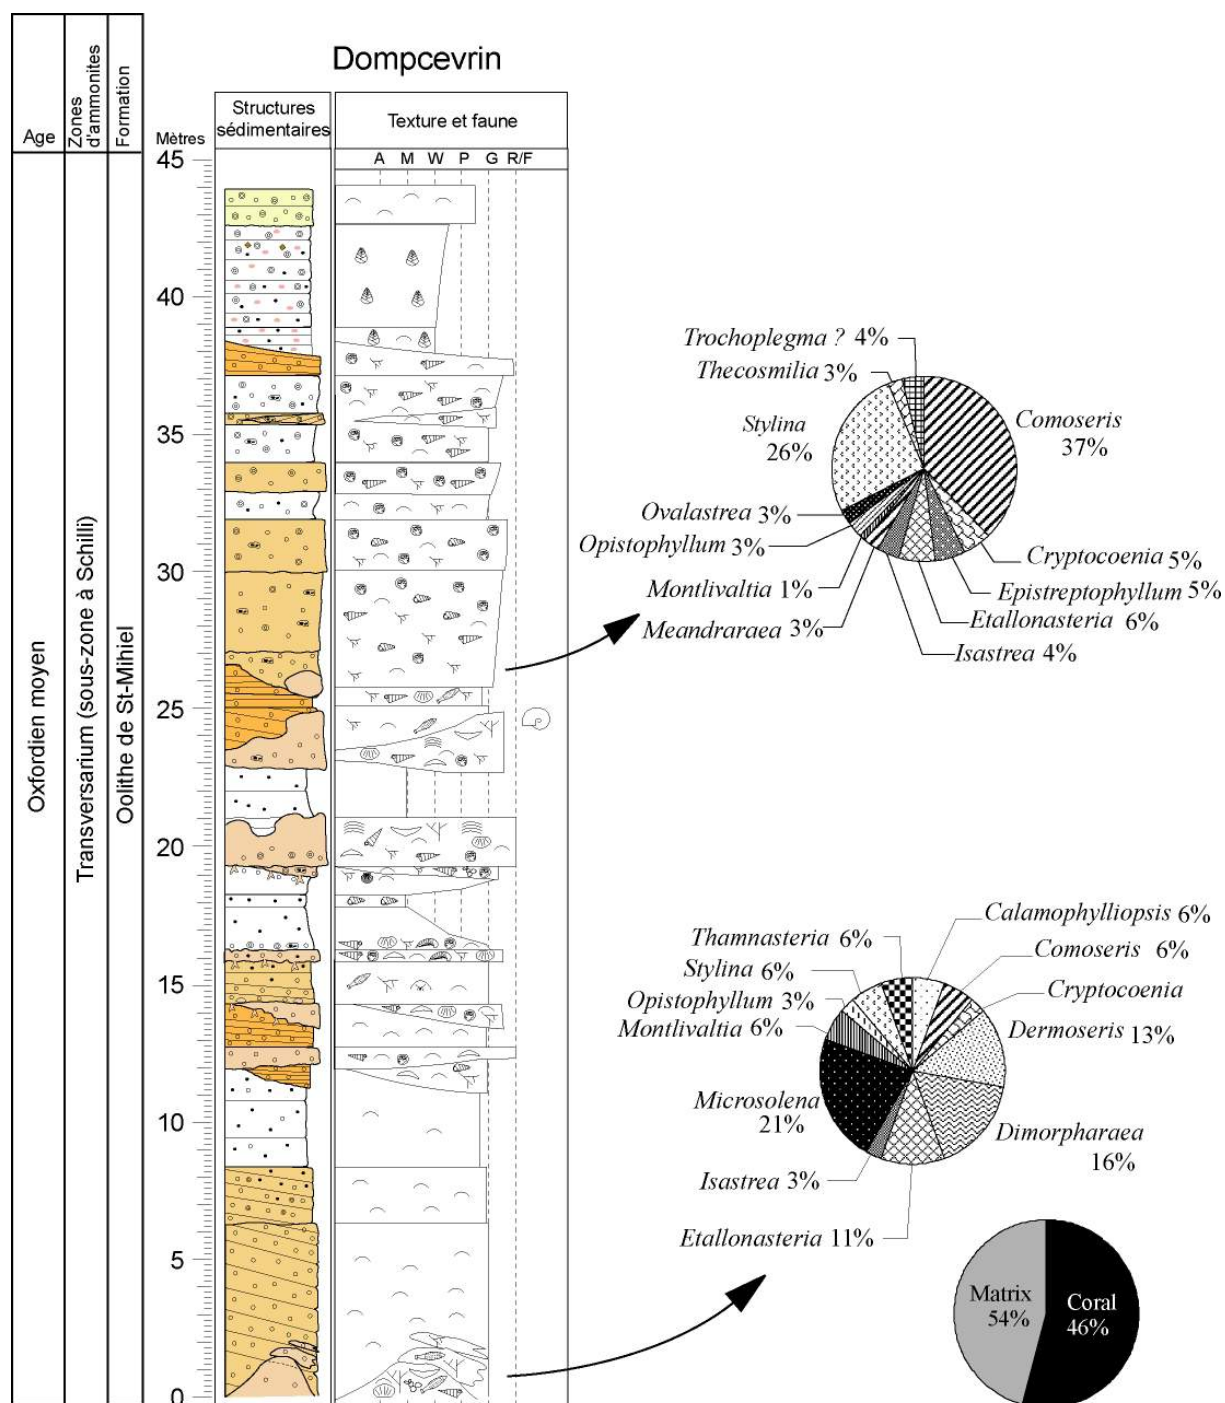 Dompcevrin
Age
Zones
d'ammonites
Formation
Mètres
Structures
sédimentaires
Texture et faune
A M W P G R/F
Oxfordien moyen
Transversarium (sous-zone à Schilli)
Oolithe de St-Mihiel
45
40
35
30
25
20
15
10
5
0
Trochoplegma ? 4%
Thecosmilia 3%
Stylina
26%
Comoseris
37%
Ovalastrea 3%
Opistophyllum 3%
Montlivaltia 1%
Meandraraea 3%
Cryptocoenia 5%
Epistreptophyllum 5%
Etallonasteria 6%
Isastrea 4%
Calamophylliopsis 6%
Thamnasteria 6%
Comoseris 6%
Stylina 6%
Cryptocoenia
Opistophyllum 3%
Dermoseris 13%
Montlivaltia 6%
Microsolena
21%
Dimorpharaea
16%
Isastrea 3%
Etallonasteria 11%
Matrix
54%
Coral
46%